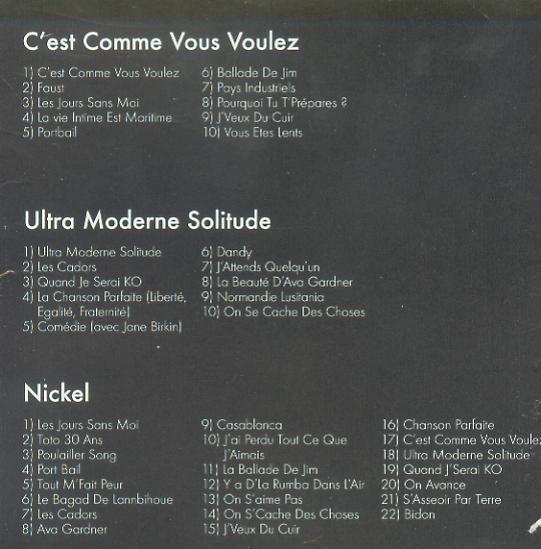 C'est Comme Vous Voulez
1) C'est Comme Vous Voulez
2) Faust
3) Les Jours Sans Moi
4) La vie Intime Est Maritime
5) Portbail
6) Ballade De Jim
7) Pays Industriels
8) Pourquoi Tu T'Prépares ?
9) J'Veux Du Cuir
10) Vous Etes Lents
Ultra Moderne Solitude
1) Ultra Moderne Solitude
2) Les Cadors
3) Quand Je Serai KO
4) La Chanson Parfaite (Liberté,
Egalité, Fraternité)
5) Comédie (avec Jane Birkin)
6) Dandy
7) J'Attends Quelqu'un
8) La Beauté D'Ava Gardner
9) Normandie Lusitania
10) On Se Cache Des Choses
Nickel
1) Les Jours Sans Moi
2) Toto 30 Ans
3) Poulailler Song
4) Port Bail
5) Tout M'Fait Peur
6) Le Bagad De Lannbihoue
7) Les Cadors
8) Ava Gardner
9) Casablanca
10) J'ai Perdu Tout Ce Que
J'Aimais
11) La Ballade De Jim
12) Y a D'La Rumba Dans L'Air
13) On S'aime Pas
14) On S'Cache Des Choses
15) J'Veux Du Cuir
16) Chanson Parfaite
17) C'est Comme Vous Voulez
18) Ultra Moderne Solitude
19) Quand J'Serai KO
20) On Avance
21) S'Asseoir Par Terre
22) Bidon